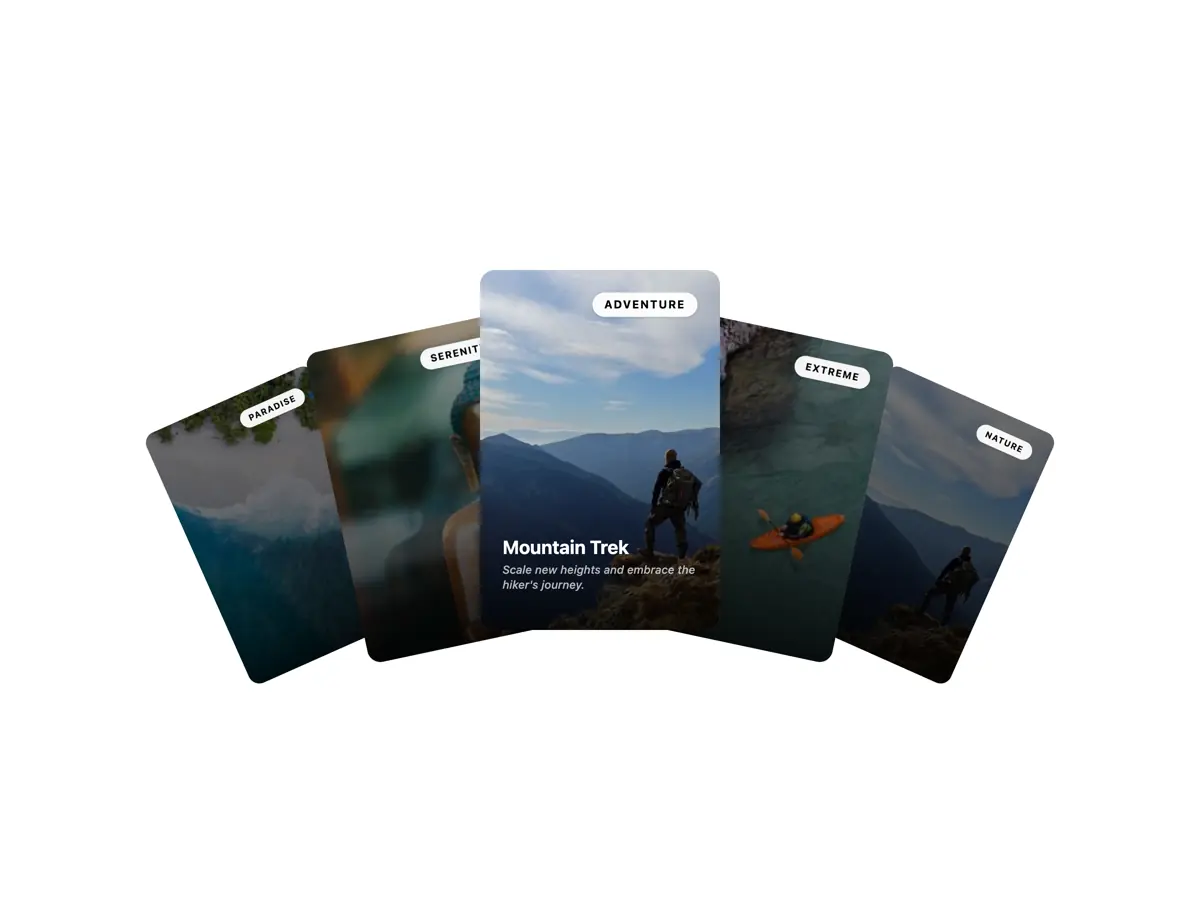 ADVENTURE
SERENIT
EXTREME
PARADISE
NATURE
Mountain Trek
Scale new heights and embrace the
hiker's journey.